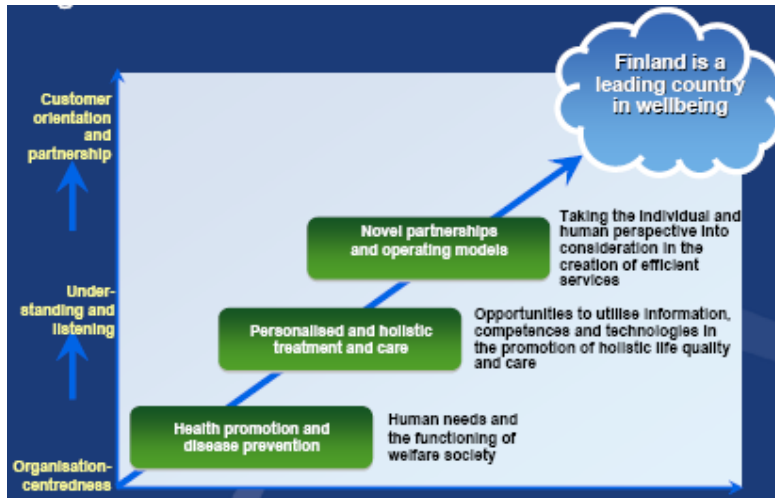 Finland is a
leading country
in wellbeing
Customer
orientation
and
partnership
Novel partnerships
and operating models
Taking the individual and
human perspective into
consideration in the
creation of efficient
services
Under-
standing and
listening
Personalised and holistic
treatment and care
Opportunities to utilise information,
competences and technologies in
the promotion of holistic life quality
and care
Health promotion and
disease prevention
Human needs and
the functioning of
welfare society
Organisation-
centredness